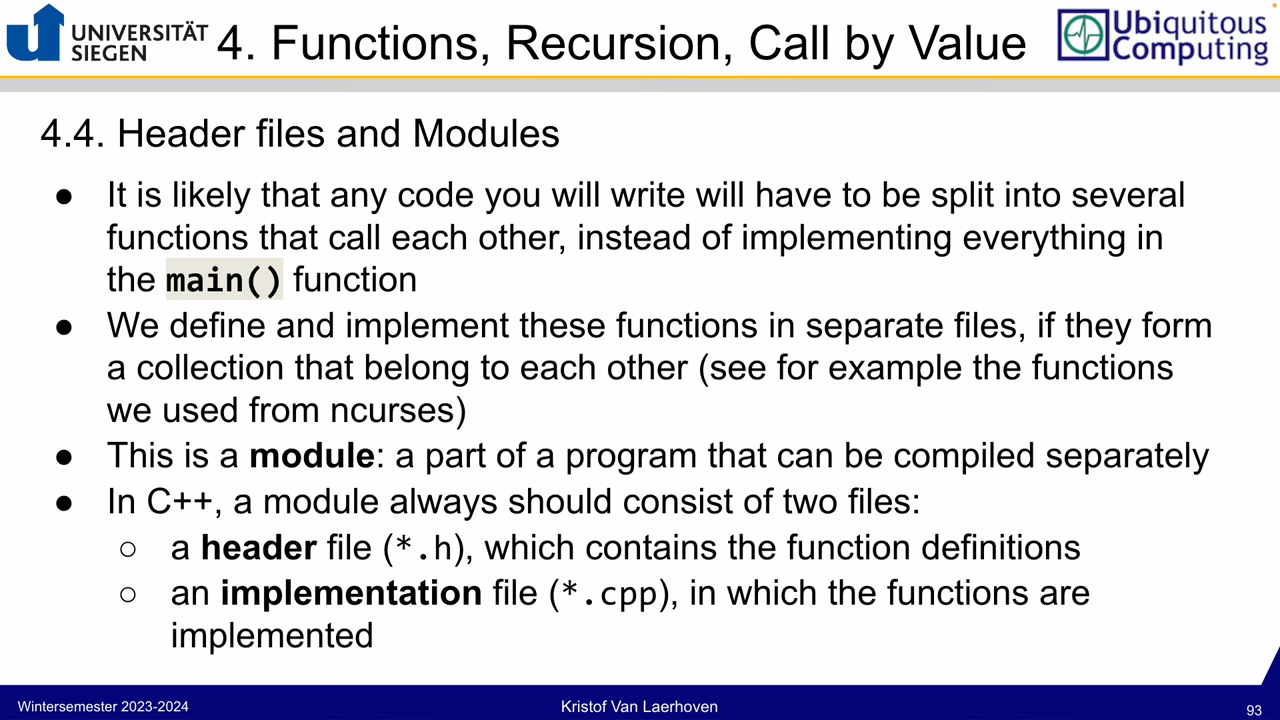 UNIVERSITÄT
SIEGEN
4. Functions, Recursion, Call by Value
Ubiquitous
Computing
4.4. Header files and Modules
● It is likely that any code you will write will have to be split into several
functions that call each other, instead of implementing everything in
the main() function
● We define and implement these functions in separate files, if they form
a collection that belong to each other (see for example the functions
we used from ncurses)
● This is a module: a part of a program that can be compiled separately
● In C++, a module always should consist of two files:
○ a header file (*.h), which contains the function definitions
○ an implementation file (*.cpp), in which the functions are
implemented
Wintersemester 2023-2024
Kristof Van Laerhoven
93